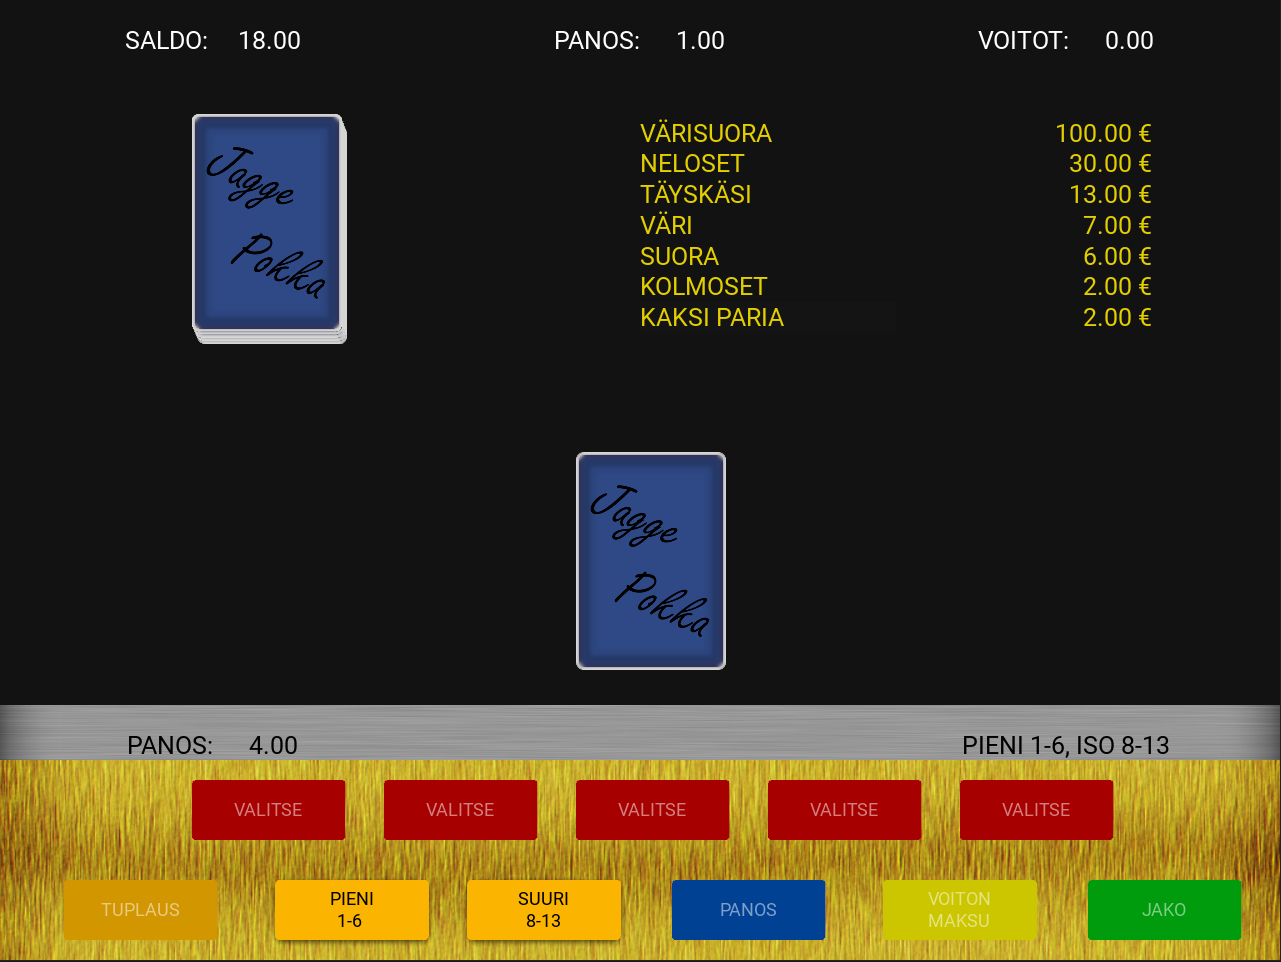 SALDO: 18.00 PANOS: 1.00 VOITOT: 0.00
Jagge
Pokka
VÄRISUORA 100.00 €
NELOSET 30.00 €
TÄYSKÄSI 13.00 €
VÄRI 7.00 €
SUORA 6.00 €
KOLMOSET 2.00 €
KAKSI PARIA 2.00 €
Jagge
Pokka
PANOS: 4.00 PIENI 1-6, ISO 8-13
VALITSE VALITSE VALITSE VALITSE VALITSE
TUPLAUS
PIENI
1-6
SUURI
8-13
PANOS
VOITON
MAKSU
JAKO